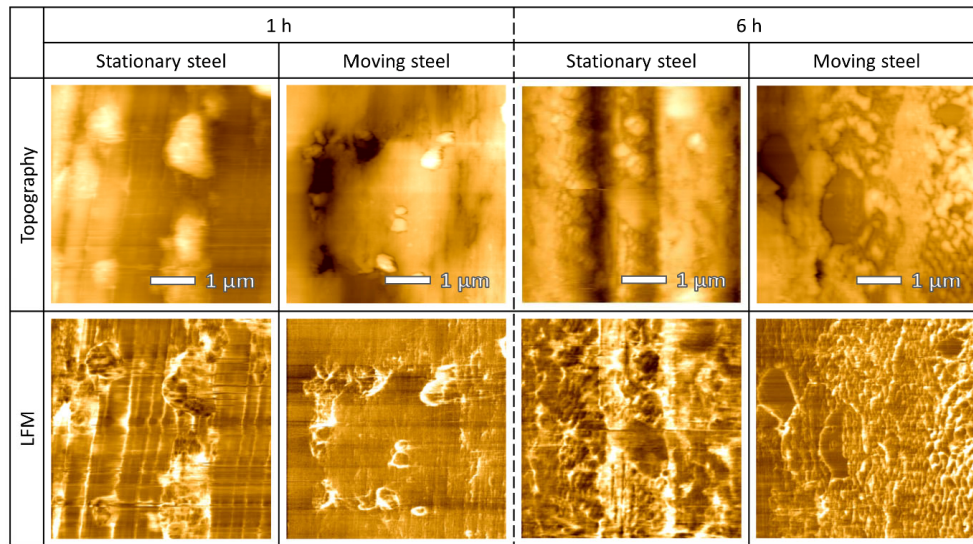 1 h
6 h
Stationary steel
Moving steel
Stationary steel
Moving steel
Topography
1 μm
1 μm
1 μm
1 μm
LFM